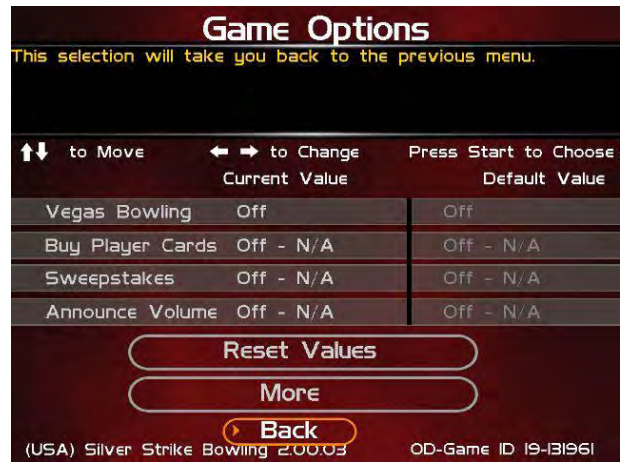 Game Options
This selection will take you back to the previous menu.
to Move to Change Press Start to Choose
Current Value Default Value
Vegas Bowling Off Off
Buy Player Cards Off - N/A Off - N/A
Sweepstakes Off - N/A Off - N/A
Announce Volume Off - N/A Off - N/A
Reset Values
More
Back
(USA) Silver Strike Bowling 2.00.03 OD-Game ID 19-131961